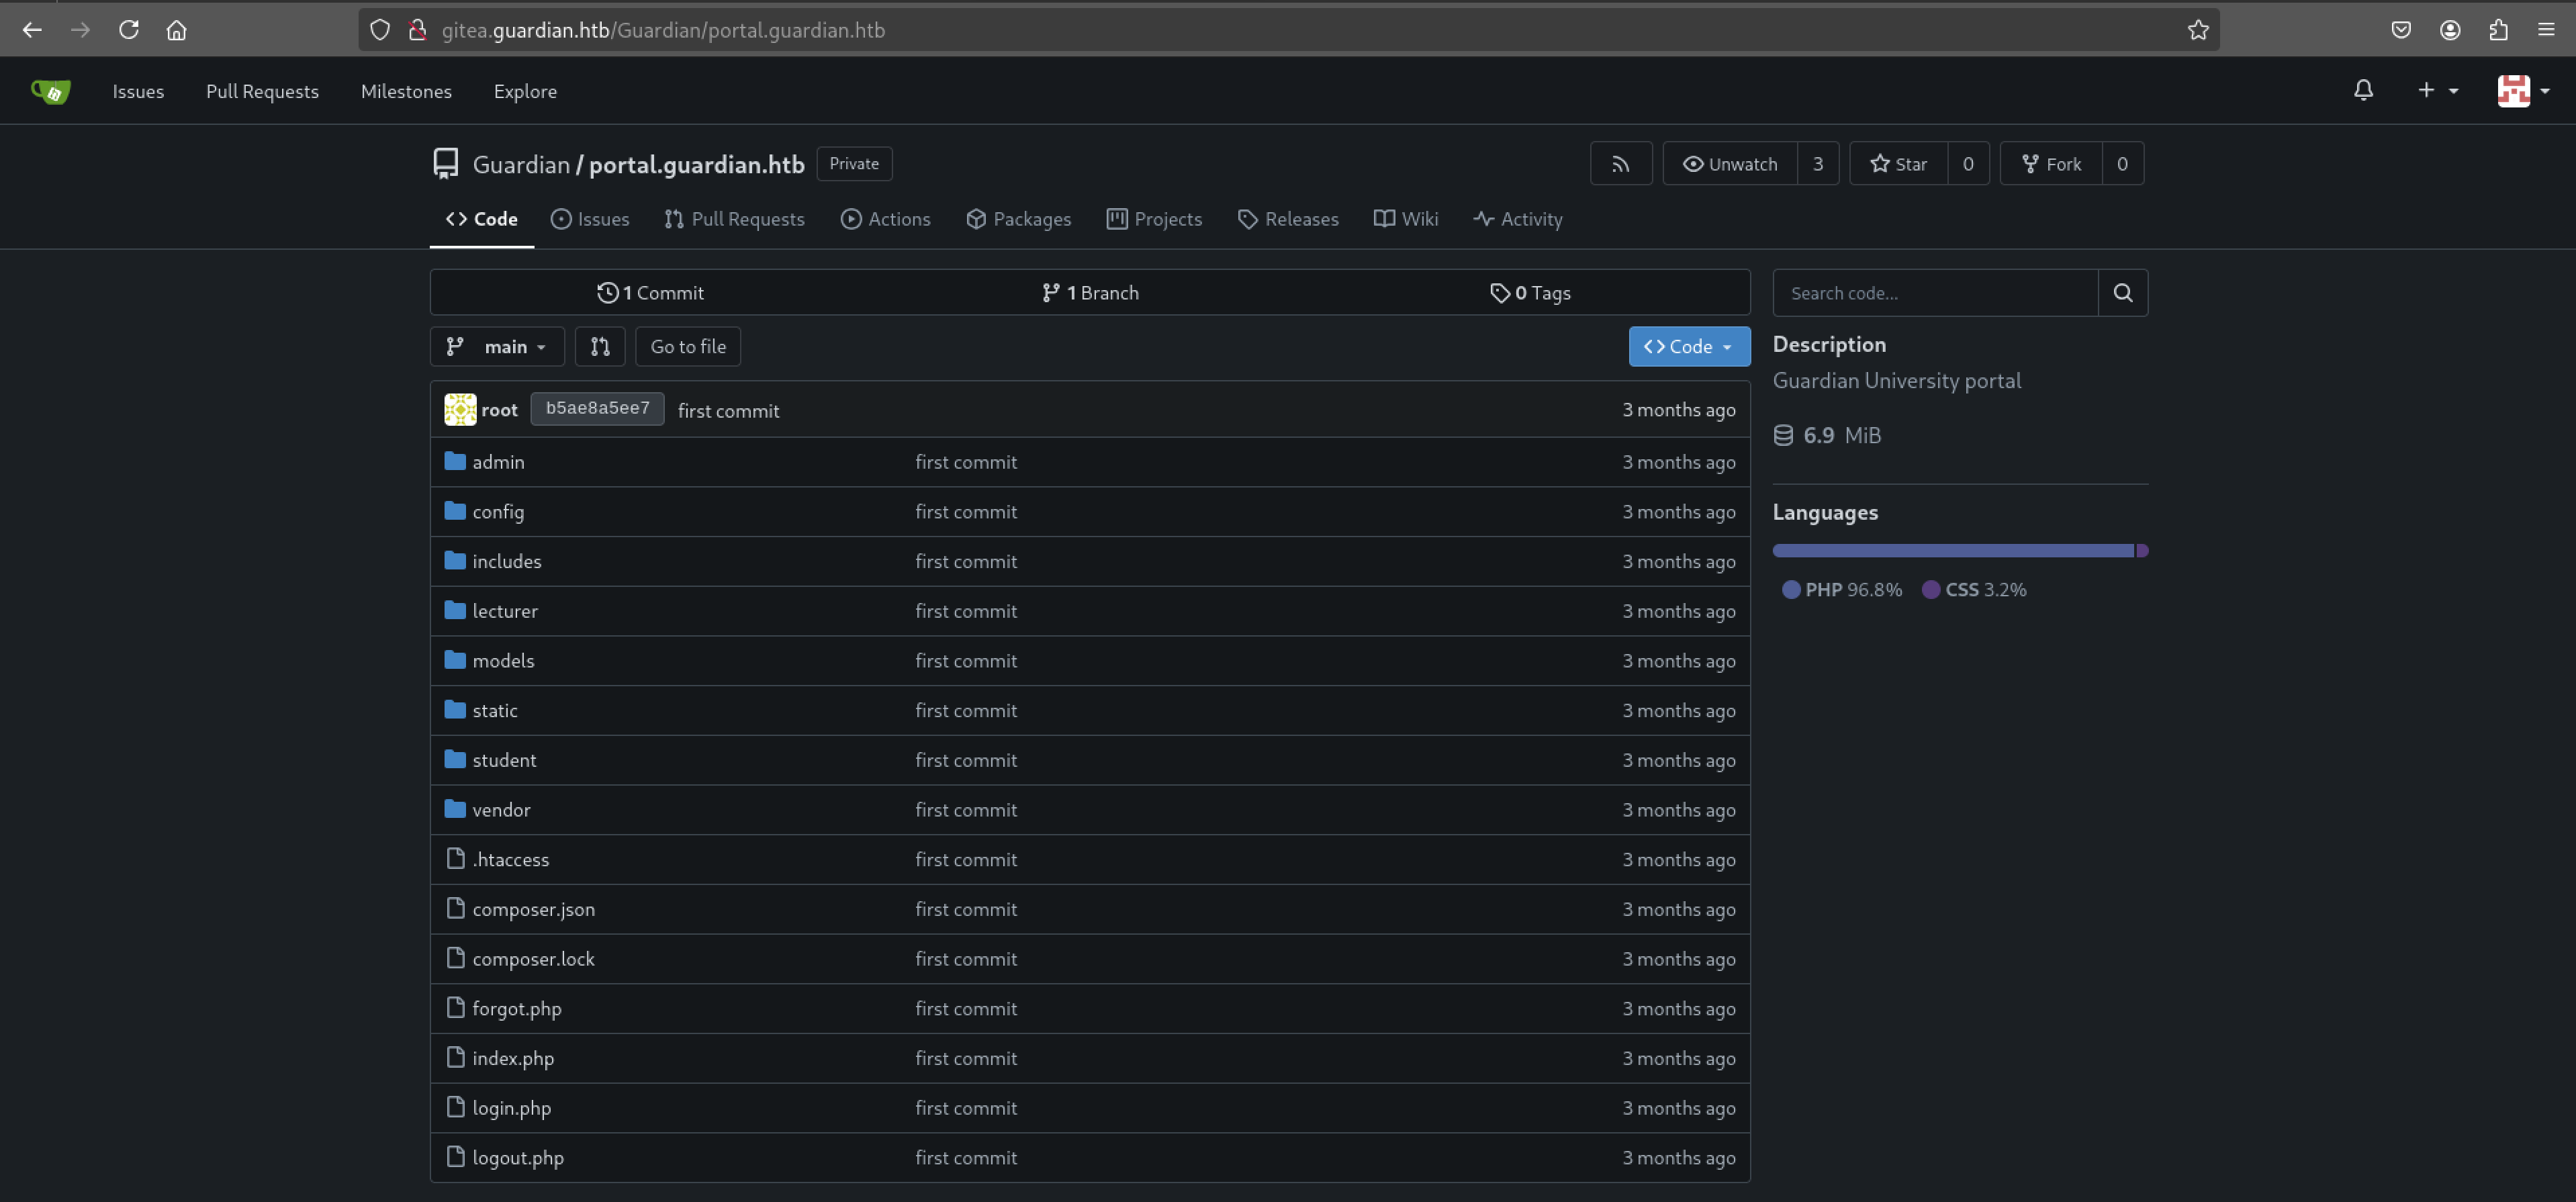 gitea.guardian.htb/Guardian/portal.guardian.htb
Issues Pull Requests Milestones Explore
Guardian / portal.guardian.htb Private
Unwatch 3 Star 0 Fork 0
Code Issues Pull Requests Actions Packages Projects Releases Wiki Activity
1 Commit 1 Branch 0 Tags
Search code...
main Go to file Code
Description
Guardian University portal
6.9 MiB
Languages
PHP 96.8% CSS 3.2%
root b5ae8a5ee7 first commit 3 months ago
admin first commit 3 months ago
config first commit 3 months ago
includes first commit 3 months ago
lecturer first commit 3 months ago
models first commit 3 months ago
static first commit 3 months ago
student first commit 3 months ago
vendor first commit 3 months ago
.htaccess first commit 3 months ago
composer.json first commit 3 months ago
composer.lock first commit 3 months ago
forgot.php first commit 3 months ago
index.php first commit 3 months ago
login.php first commit 3 months ago
logout.php first commit 3 months ago